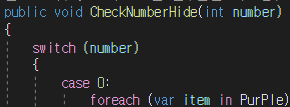 public void CheckNumberHide(int number)
{
switch (number)
{
case 0:
foreach (var item in PurPle)